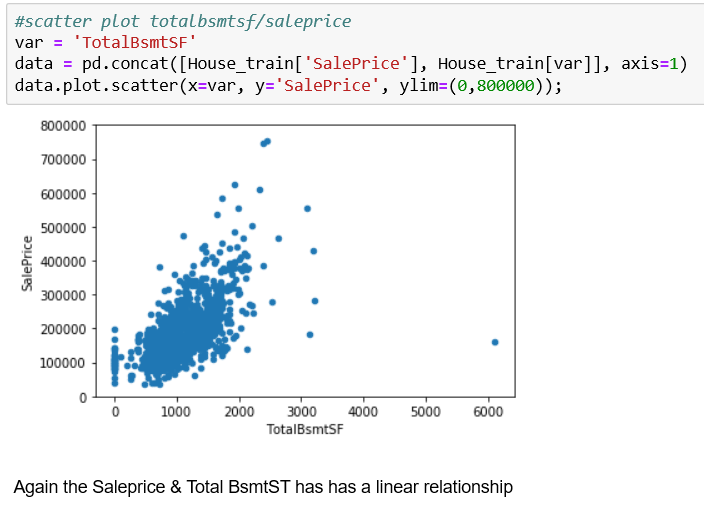 #scatter plot totalbsmtsf/saleprice
var = 'TotalBsmtSF'
data = pd.concat([House_train['SalePrice'], House_train[var]], axis=1)
data.plot.scatter(x=var, y='SalePrice', ylim=(0,800000));
800000
700000
600000
500000
400000
300000
200000
100000
0
SalePrice
0 1000 2000 3000 4000 5000 6000
TotalBsmtSF
Again the Saleprice & Total BsmtST has has a linear relationship